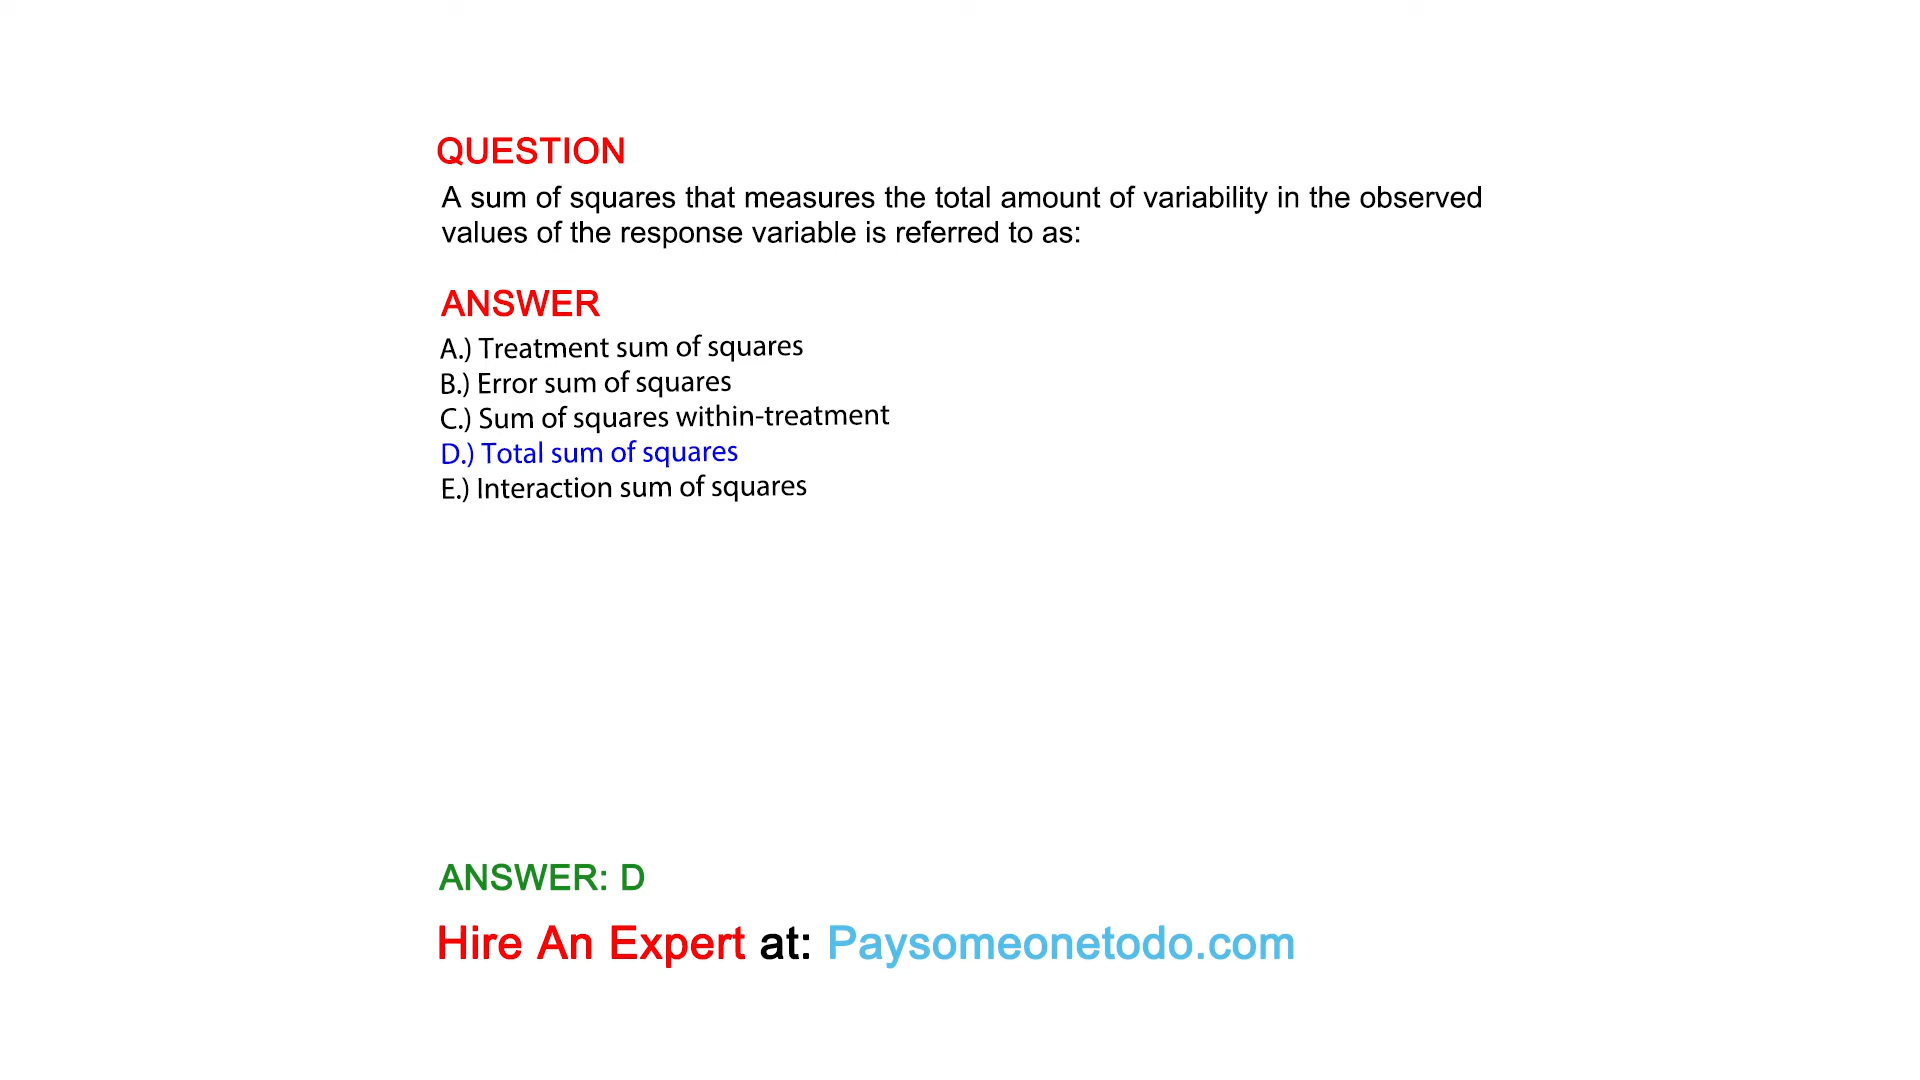 QUESTION
A sum of squares that measures the total amount of variability in the observed
values of the response variable is referred to as:
ANSWER
A.) Treatment sum of squares
B.) Error sum of squares
C.) Sum of squares within-treatment
D.) Total sum of squares
E.) Interaction sum of squares
ANSWER: D
Hire An Expert at: Paysomeonetodo.com